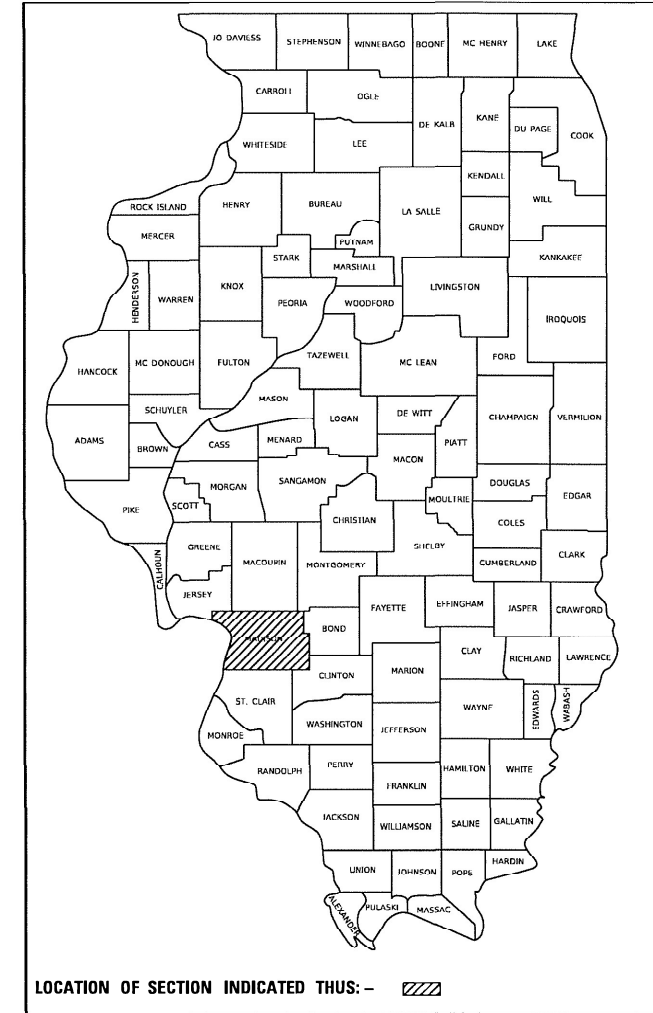 JO DAVIESS STEPHENSON WINNEBAGO BOONE MC HENRY LAKE
CARROLL OGLE DE KALB KANE DU PAGE COOK
WHITESIDE LEE
KENDALL
ROCK ISLAND HENRY BUREAU LA SALLE GRUNDY WILL
MERCER PUTNAM
STARK MARSHALL KANKAKEE
HENDERSON WARREN KNOX PEORIA WOODFORD LIVINGSTON IROQUOIS
HANCOCK MC DONOUGH FULTON TAZEWELL MC LEAN FORD
MASON
SCHUYLER LOGAN DE WITT CHAMPAIGN VERMILION
ADAMS BROWN CASS MENARD PIATT
MACON
PIKE SCOTT MORGAN SANGAMON MOULTRIE DOUGLAS EDGAR
CHRISTIAN COLES
GREENE SHELBY CLARK
CALHOUN MACOUPIN MONTGOMERY CUMBERLAND
JERSEY FAYETTE EFFINGHAM JASPER CRAWFORD
MADISON BOND
CLAY RICHLAND LAWRENCE
CLINTON MARION
ST. CLAIR WAYNE EDWARDS WABASH
MONROE WASHINGTON JEFFERSON
RANDOLPH PERRY HAMILTON WHITE
FRANKLIN
JACKSON WILLIAMSON SALINE GALLATIN
UNION JOHNSON POPE HARDIN
ALEXANDER PULASKI MASSAC
LOCATION OF SECTION INDICATED THUS: –